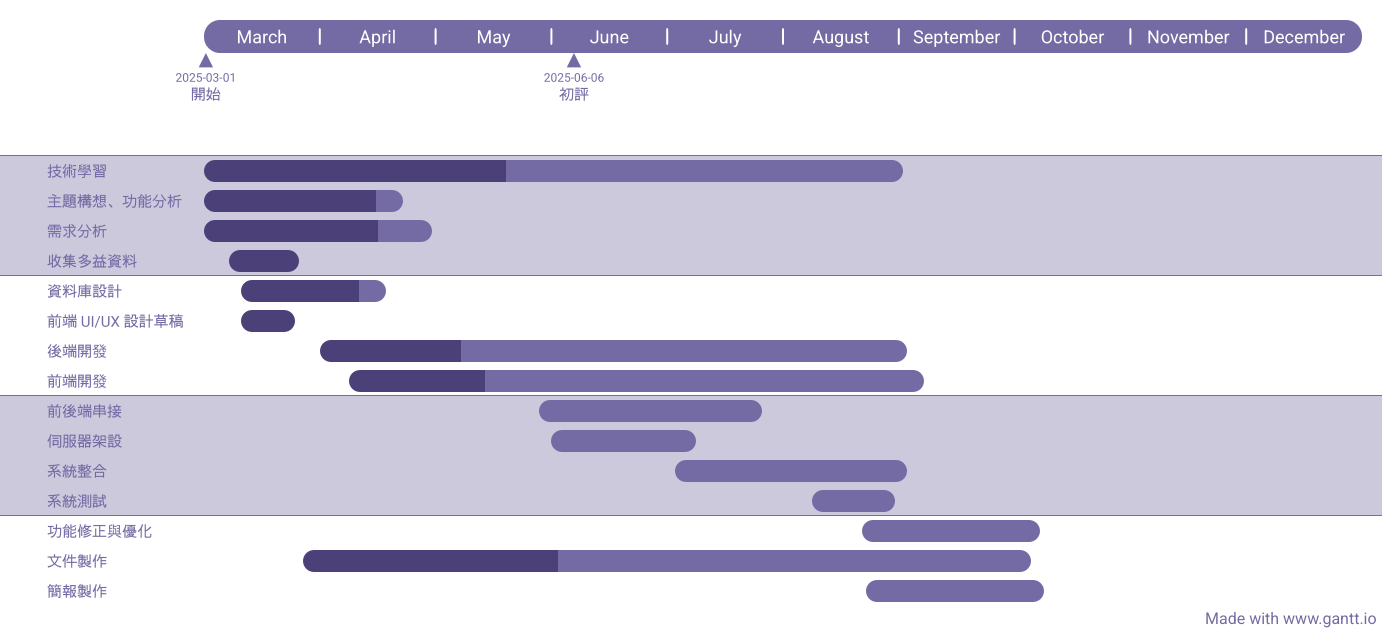 March April May June July August September October November December
2025-03-01 2025-06-06
開始 初評
技術學習
主題構想、功能分析
需求分析
收集多益資料
資料庫設計
前端 UI/UX 設計草稿
後端開發
前端開發
前後端串接
伺服器架設
系統整合
系統測試
功能修正與優化
文件製作
簡報製作
Made with www.gantt.io